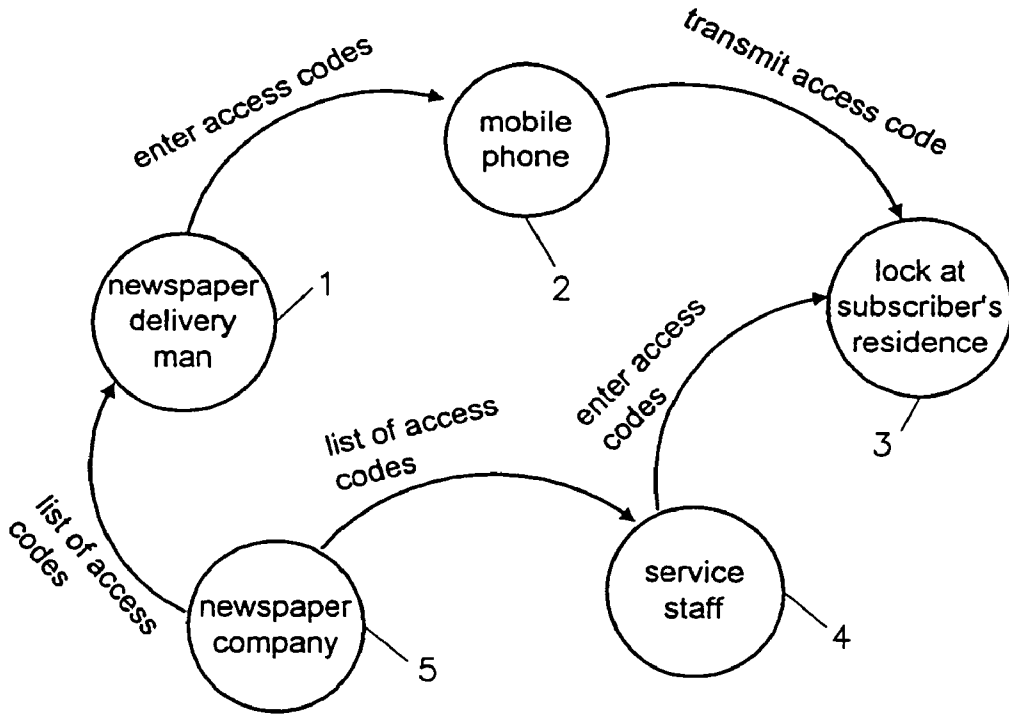 enter access codes
transmit access code
mobile
phone
2
newspaper
delivery
man
1
lock at
subscriber's
residence
3
enter access
codes
list of access
codes
list of access
codes
newspaper
company
5
service
staff
4